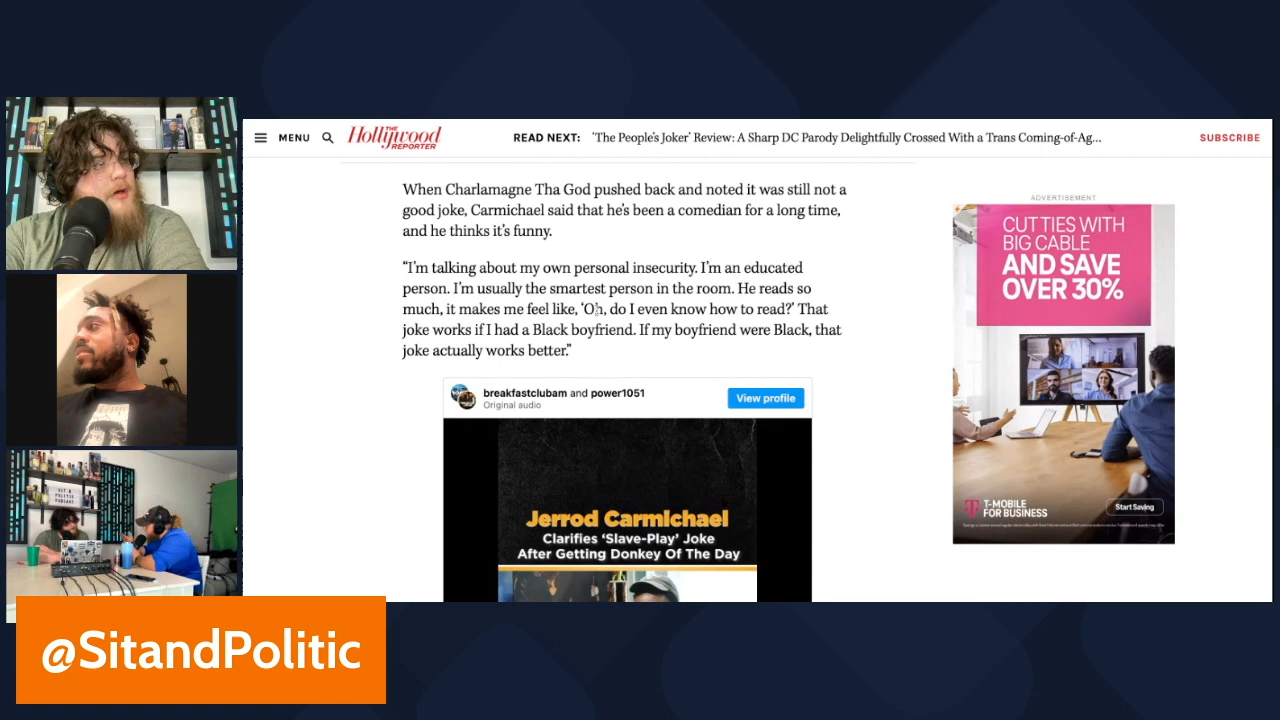 MENU
THE
Hollywood
REPORTER
READ NEXT: ‘The People’s Joker’ Review: A Sharp DC Parody Delightfully Crossed With a Trans Coming-of-Ag...
SUBSCRIBE
When Charlamagne Tha God pushed back and noted it was still not a
good joke, Carmichael said that he’s been a comedian for a long time,
and he thinks it’s funny.
“I’m talking about my own personal insecurity. I’m an educated
person. I’m usually the smartest person in the room. He reads so
much, it makes me feel like, ‘Oh, do I even know how to read?’ That
joke works if I had a Black boyfriend. If my boyfriend were Black, that
joke actually works better.”
breakfastclubam and power1051
Original audio
View profile
Jerrod Carmichael
Clarifies ‘Slave-Play’ Joke
After Getting Donkey Of The Day
ADVERTISEMENT
CUT TIES WITH
BIG CABLE
AND SAVE
OVER 30%
T-MOBILE
FOR BUSINESS
Start Saving
SIT &
POLITIC
PODCAST
@SitandPolitic